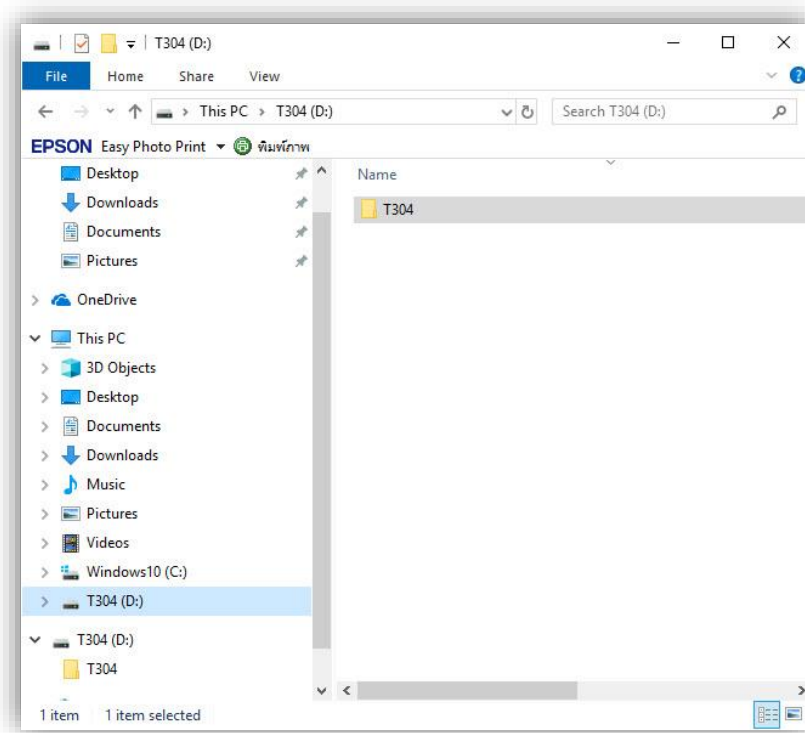 T304 (D:)
File Home Share View
This PC > T304 (D:) Search T304 (D:)
EPSON Easy Photo Print พิมพ์ภาพ
Desktop
Downloads
Documents
Pictures
OneDrive
This PC
3D Objects
Desktop
Documents
Downloads
Music
Pictures
Videos
Windows10 (C:)
T304 (D:)
T304 (D:)
T304
Name
T304
1 item 1 item selected